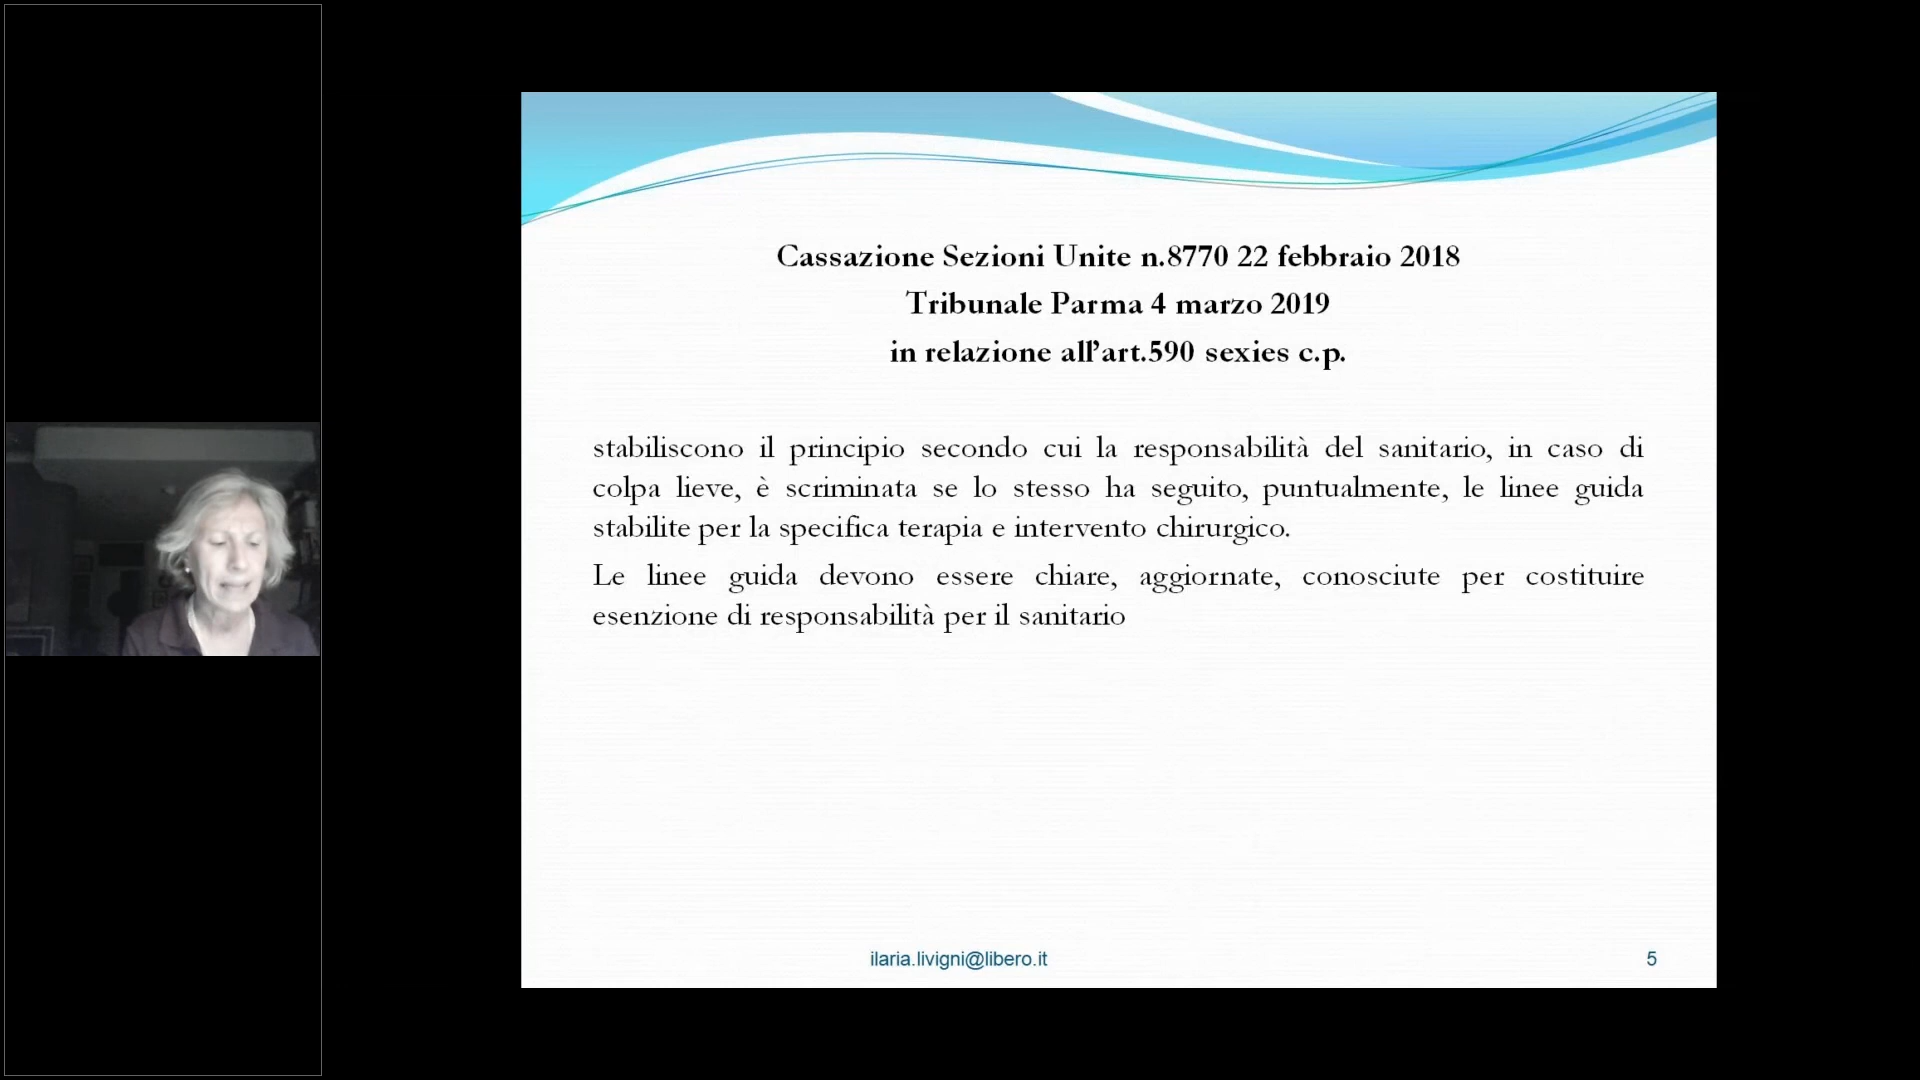 Cassazione Sezioni Unite n.8770 22 febbraio 2018
Tribunale Parma 4 marzo 2019
in relazione all’art.590 sexies c.p.
stabiliscono il principio secondo cui la responsabilità del sanitario, in caso di
colpa lieve, è scriminata se lo stesso ha seguito, puntualmente, le linee guida
stabilite per la specifica terapia e intervento chirurgico.
Le linee guida devono essere chiare, aggiornate, conosciute per costituire
esenzione di responsabilità per il sanitario
ilaria.livigni@libero.it
5